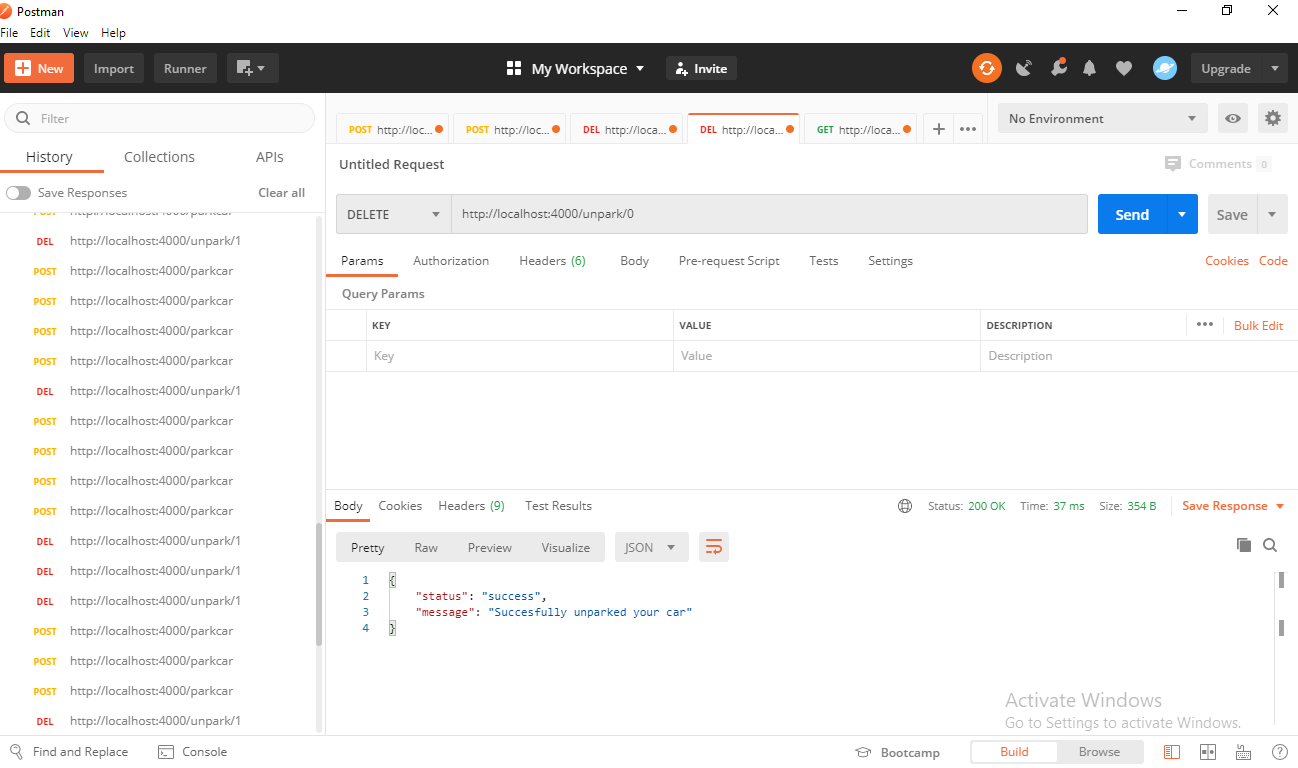 Postman
File Edit View Help
New Import Runner My Workspace Invite Upgrade
Filter
History Collections APIs
Save Responses Clear all
POST http://localhost:4000/parkcar
DEL http://localhost:4000/unpark/1
POST http://localhost:4000/parkcar
POST http://localhost:4000/parkcar
POST http://localhost:4000/parkcar
POST http://localhost:4000/parkcar
DEL http://localhost:4000/unpark/1
POST http://localhost:4000/parkcar
POST http://localhost:4000/parkcar
POST http://localhost:4000/parkcar
POST http://localhost:4000/parkcar
DEL http://localhost:4000/unpark/1
DEL http://localhost:4000/unpark/1
DEL http://localhost:4000/unpark/1
POST http://localhost:4000/parkcar
POST http://localhost:4000/parkcar
POST http://localhost:4000/parkcar
DEL http://localhost:4000/unpark/1
POST http://loc... POST http://loc... DEL http://loca... DEL http://loca... GET http://loca... + ••• No Environment
Untitled Request Comments 0
DELETE http://localhost:4000/unpark/0 Send Save
Params Authorization Headers (6) Body Pre-request Script Tests Settings Cookies Code
Query Params
KEY VALUE DESCRIPTION ••• Bulk Edit
Key Value Description
Body Cookies Headers (9) Test Results Status: 200 OK Time: 37 ms Size: 354 B Save Response
Pretty Raw Preview Visualize JSON
1 {
2 "status": "success",
3 "message": "Succesfully unparked your car"
4 }
Activate Windows
Go to Settings to activate Windows.
Find and Replace Console Bootcamp Build Browse ?